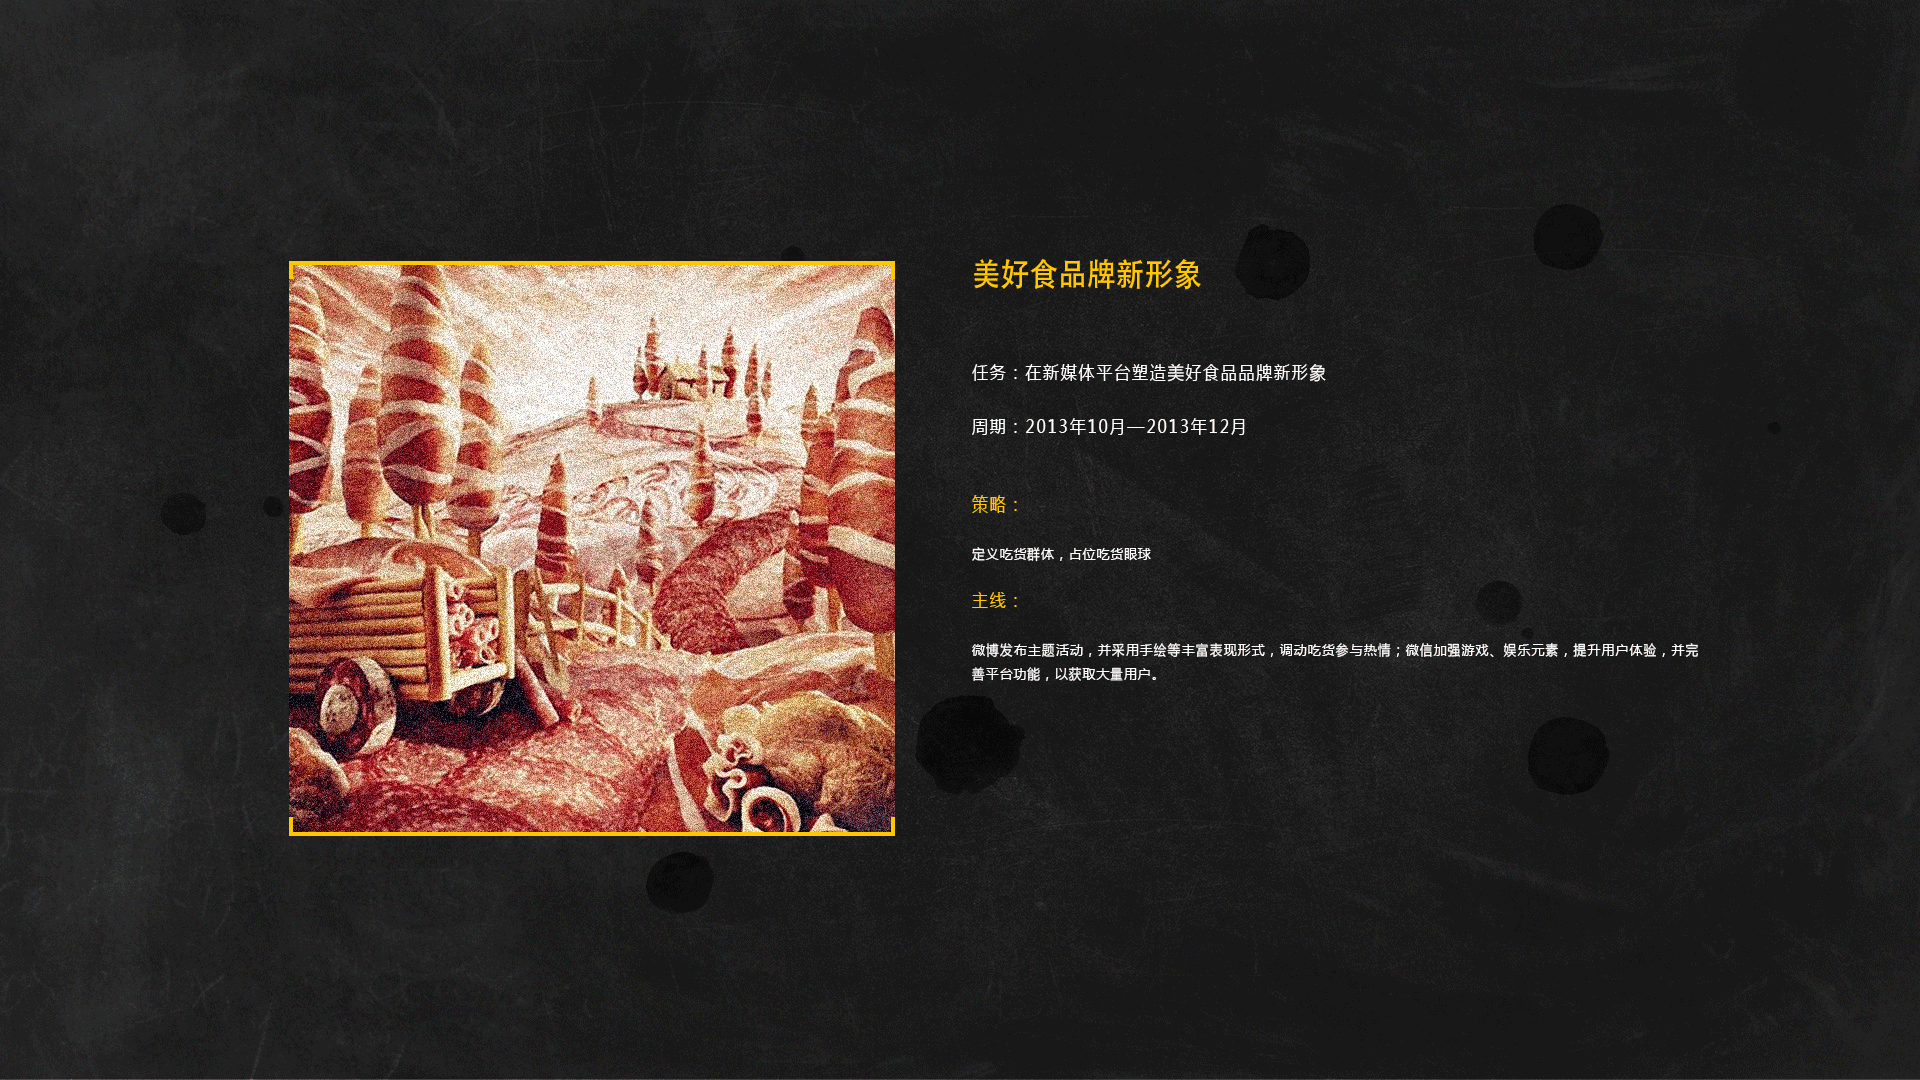 美好食品牌新形象
任务：在新媒体平台塑造美好食品品牌新形象
周期：2013年10月—2013年12月
策略：
定义吃货群体，占位吃货眼球
主线：
微博发布主题活动，并采用手绘等丰富表现形式，调动吃货参与热情；微信加强游戏、娱乐元素，提升用户体验，并完
善平台功能，以获取大量用户。